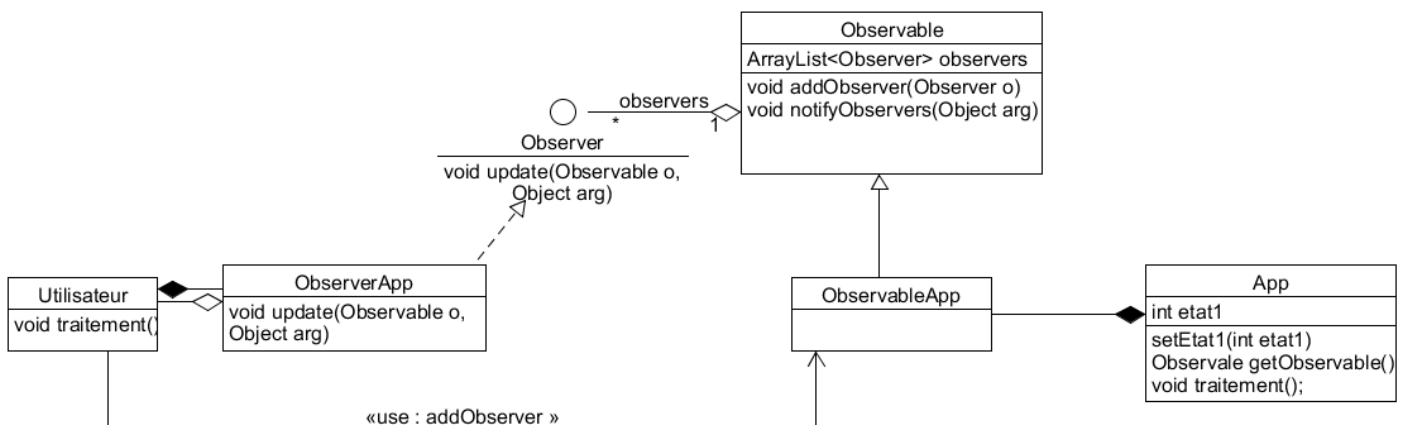 Observable
ArrayList<Observer> observers
void addObserver(Observer o)
void notifyObservers(Object arg)
observers
*
1
Observer
void update(Observable o,
Object arg)
Utilisateur
void traitement()
ObserverApp
void update(Observable o,
Object arg)
ObservableApp
App
int etat1
setEtat1(int etat1)
Observale getObservable()
void traitement();
«use : addObserver »